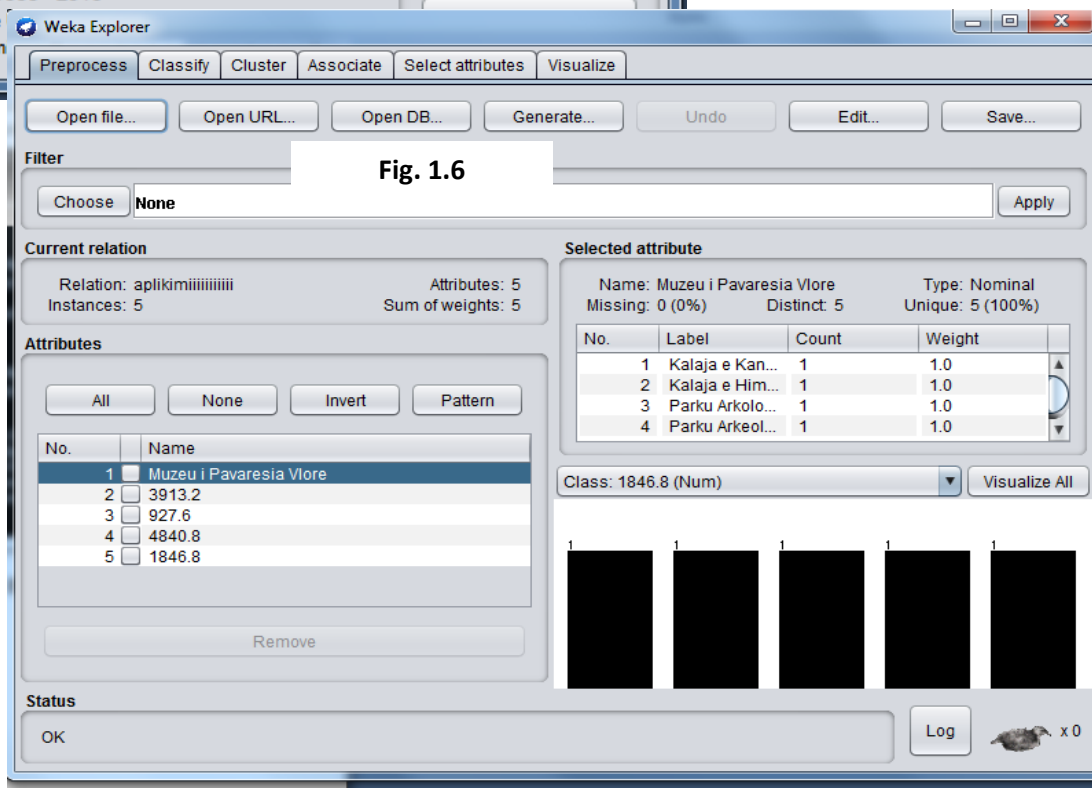 Weka Explorer
Preprocess Classify Cluster Associate Select attributes Visualize
Open file... Open URL... Open DB... Generate... Undo Edit... Save...
Filter
Fig. 1.6
Choose None Apply
Current relation
Relation: aplikimiiiiiiiiiii Attributes: 5
Instances: 5 Sum of weights: 5
Attributes
All None Invert Pattern
No. Name
1 Muzeu i Pavaresia Vlore
2 3913.2
3 927.6
4 4840.8
5 1846.8
Remove
Selected attribute
Name: Muzeu i Pavaresia Vlore Type: Nominal
Missing: 0 (0%) Distinct: 5 Unique: 5 (100%)
No. Label Count Weight
1 Kalaja e Kan... 1 1.0
2 Kalaja e Him... 1 1.0
3 Parku Arkolo... 1 1.0
4 Parku Arkeol... 1 1.0
Class: 1846.8 (Num) Visualize All
1 1 1 1 1
Status
OK
Log x 0